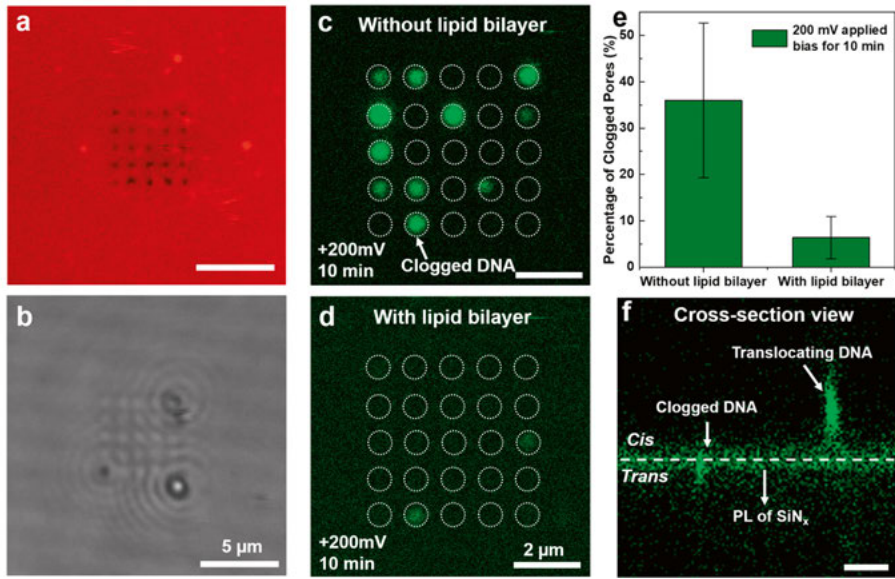 a
b
5 μm
c
Without lipid bilayer
+200mV
10 min
Clogged DNA
d
With lipid bilayer
+200mV
10 min
2 μm
e
Percentage of Clogged Pores (%)
50
40
30
20
10
0
200 mV applied
bias for 10 min
Without lipid bilayer
With lipid bilayer
f
Cross-section view
Translocating DNA
Clogged DNA
Cis
Trans
PL of SiNₓ